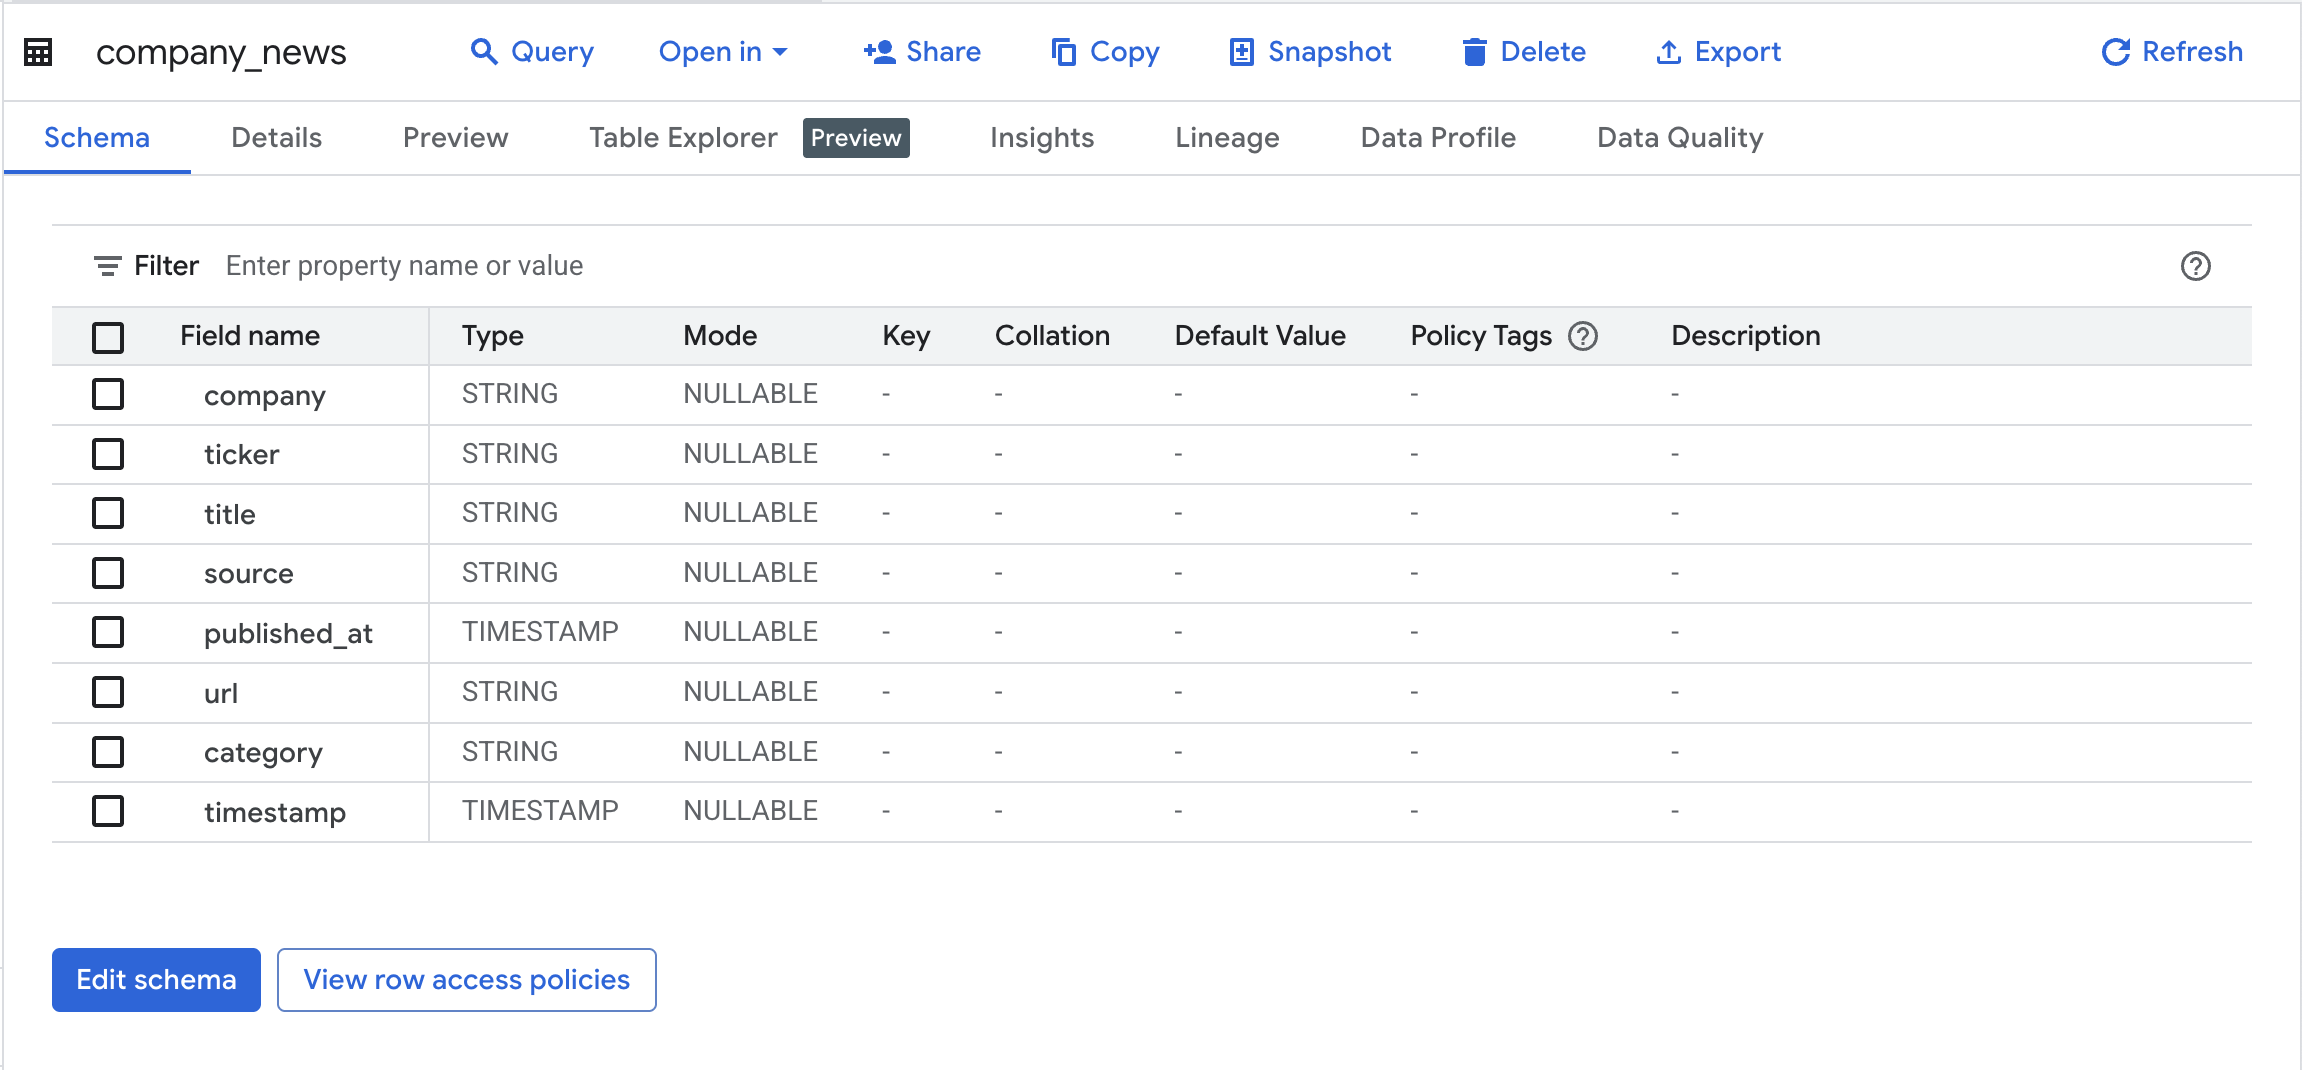 company_news Query Open in Share Copy Snapshot Delete Export Refresh
Schema Details Preview Table Explorer Preview Insights Lineage Data Profile Data Quality
Filter Enter property name or value
Field name Type Mode Key Collation Default Value Policy Tags Description
company STRING NULLABLE - - - - -
ticker STRING NULLABLE - - - - -
title STRING NULLABLE - - - - -
source STRING NULLABLE - - - - -
published_at TIMESTAMP NULLABLE - - - - -
url STRING NULLABLE - - - - -
category STRING NULLABLE - - - - -
timestamp TIMESTAMP NULLABLE - - - - -
Edit schema View row access policies